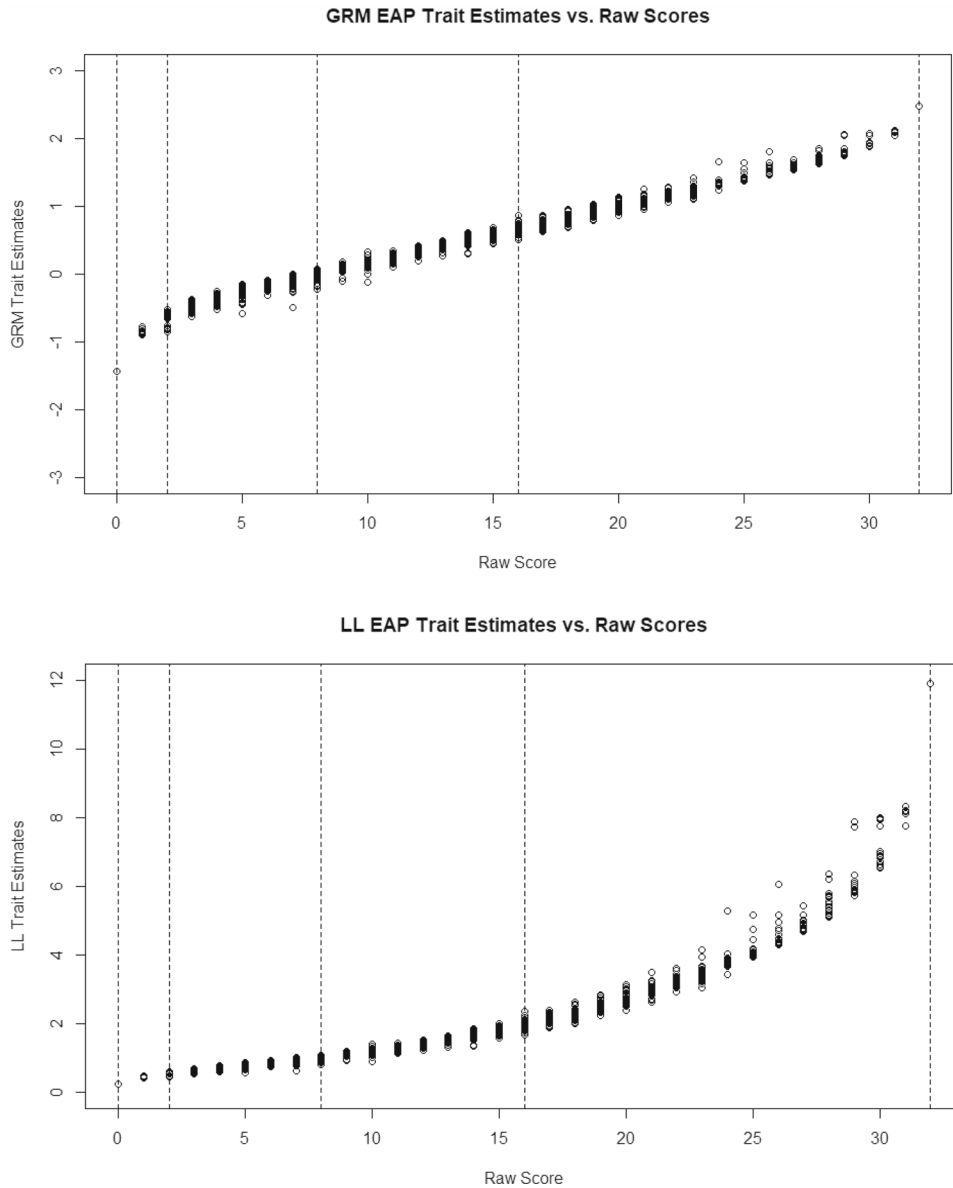 GRM EAP Trait Estimates vs. Raw Scores
GRM Trait Estimates
3
2
1
0
-1
-2
-3
0 5 10 15 20 25 30
Raw Score
LL EAP Trait Estimates vs. Raw Scores
LL Trait Estimates
12
10
8
6
4
2
0
0 5 10 15 20 25 30
Raw Score